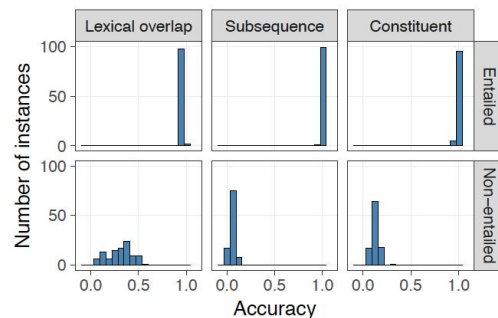 Lexical overlap Subsequence Constituent
Number of instances
100
50
0
Entailed
100
50
0
Non-entailed
0.0 0.5 1.0 0.0 0.5 1.0 0.0 0.5 1.0
Accuracy